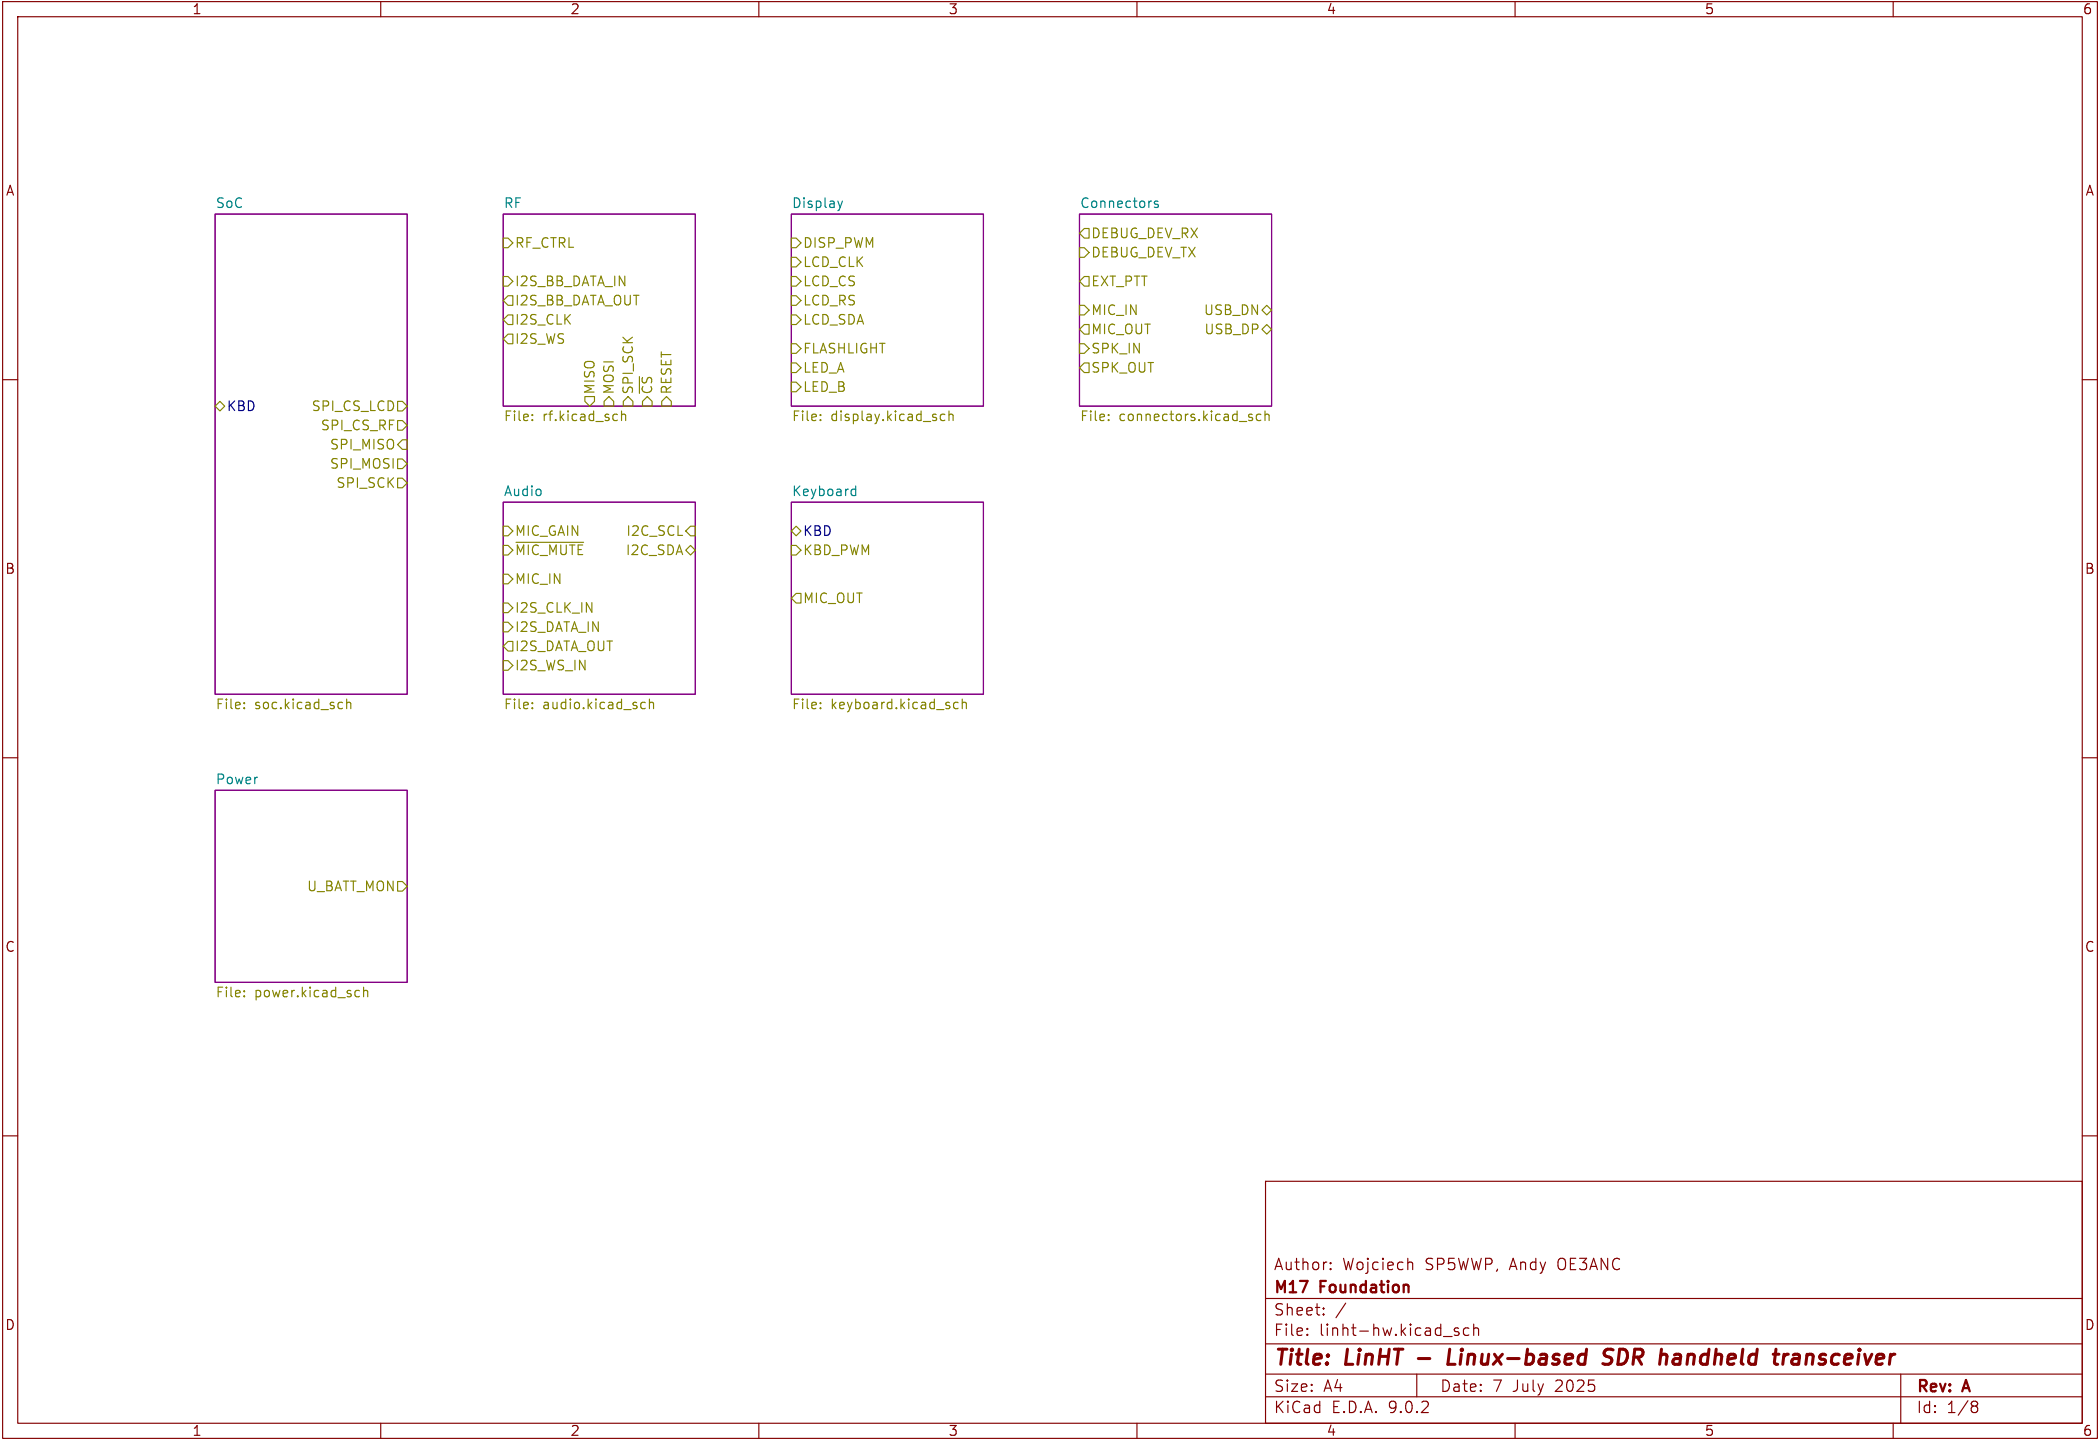 1 2 3 4 5 6
A A
B B
C C
D D
SoC
KBD
SPI_CS_LCD
SPI_CS_RF
SPI_MISO
SPI_MOSI
SPI_SCK
File: soc.kicad_sch
RF
RF_CTRL
I2S_BB_DATA_IN
I2S_BB_DATA_OUT
I2S_CLK
I2S_WS
MISO
MOSI
SPI_SCK
CS
RESET
File: rf.kicad_sch
Display
DISP_PWM
LCD_CLK
LCD_CS
LCD_RS
LCD_SDA
FLASHLIGHT
LED_A
LED_B
File: display.kicad_sch
Connectors
DEBUG_DEV_RX
DEBUG_DEV_TX
EXT_PTT
MIC_IN
MIC_OUT
SPK_IN
SPK_OUT
USB_DN
USB_DP
File: connectors.kicad_sch
Audio
MIC_GAIN
MIC_MUTE
MIC_IN
I2S_CLK_IN
I2S_DATA_IN
I2S_DATA_OUT
I2S_WS_IN
I2C_SCL
I2C_SDA
File: audio.kicad_sch
Keyboard
KBD
KBD_PWM
MIC_OUT
File: keyboard.kicad_sch
Power
U_BATT_MON
File: power.kicad_sch
Author: Wojciech SP5WWP, Andy OE3ANC
M17 Foundation
Sheet: /
File: linht-hw.kicad_sch
Title: LinHT - Linux-based SDR handheld transceiver
Size: A4 Date: 7 July 2025 Rev: A
KiCad E.D.A. 9.0.2 Id: 1/8
1 2 3 4 5 6